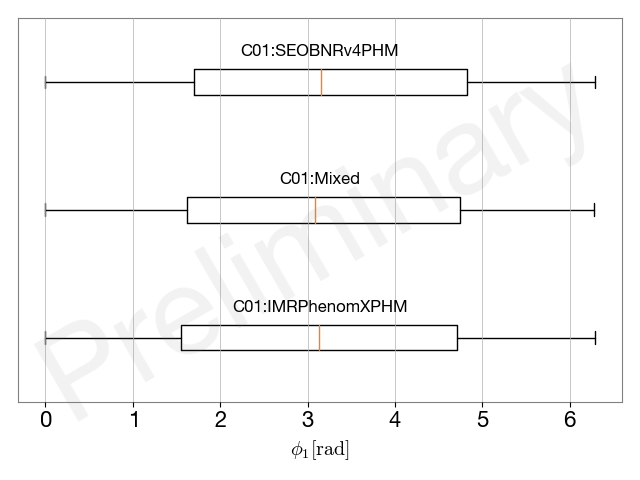 C01:SEOBNRv4PHM
C01:Mixed
C01:IMRPhenomXPHM
Preliminary
0 1 2 3 4 5 6
ϕ₁[rad]